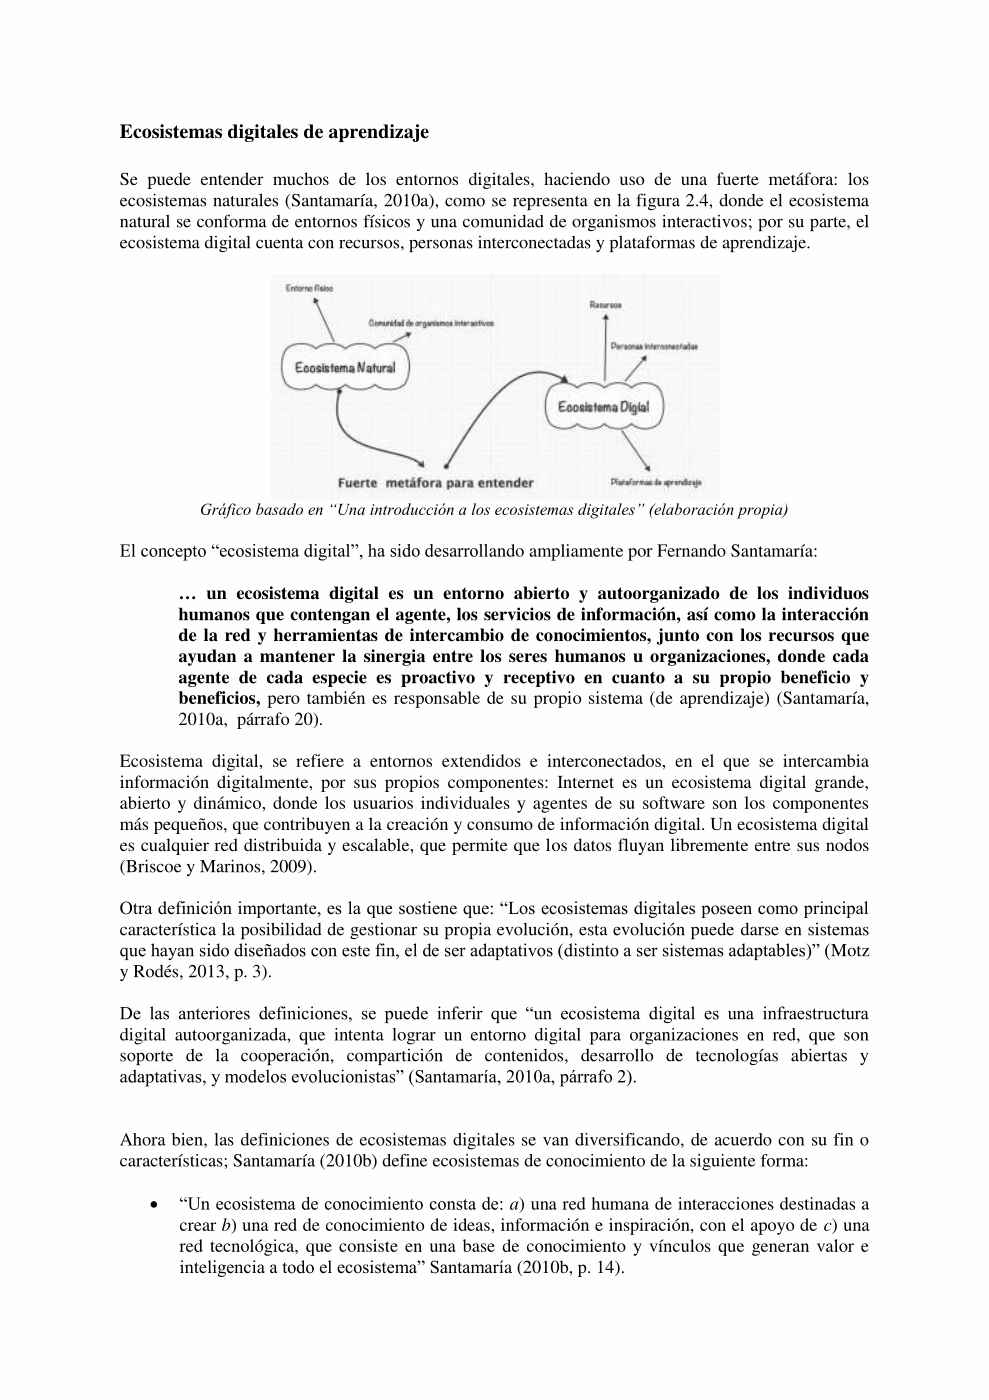 Ecosistemas digitales de aprendizaje
Se puede entender muchos de los entornos digitales, haciendo uso de una fuerte metáfora: los
ecosistemas naturales (Santamaría, 2010a), como se representa en la figura 2.4, donde el ecosistema
natural se conforma de entornos físicos y una comunidad de organismos interactivos; por su parte, el
ecosistema digital cuenta con recursos, personas interconectadas y plataformas de aprendizaje.
Entorno físico
Recursos
Comunidad de organismos interactivos
Personas interconectadas
Ecosistema Natural
Ecosistema Digial
Fuerte metáfora para entender
Plataformas de aprendizaje
Gráfico basado en “Una introducción a los ecosistemas digitales” (elaboración propia)
El concepto “ecosistema digital”, ha sido desarrollando ampliamente por Fernando Santamaría:
… un ecosistema digital es un entorno abierto y autoorganizado de los individuos
humanos que contengan el agente, los servicios de información, así como la interacción
de la red y herramientas de intercambio de conocimientos, junto con los recursos que
ayudan a mantener la sinergia entre los seres humanos u organizaciones, donde cada
agente de cada especie es proactivo y receptivo en cuanto a su propio beneficio y
beneficios, pero también es responsable de su propio sistema (de aprendizaje) (Santamaría,
2010a, párrafo 20).
Ecosistema digital, se refiere a entornos extendidos e interconectados, en el que se intercambia
información digitalmente, por sus propios componentes: Internet es un ecosistema digital grande,
abierto y dinámico, donde los usuarios individuales y agentes de su software son los componentes
más pequeños, que contribuyen a la creación y consumo de información digital. Un ecosistema digital
es cualquier red distribuida y escalable, que permite que los datos fluyan libremente entre sus nodos
(Briscoe y Marinos, 2009).
Otra definición importante, es la que sostiene que: “Los ecosistemas digitales poseen como principal
característica la posibilidad de gestionar su propia evolución, esta evolución puede darse en sistemas
que hayan sido diseñados con este fin, el de ser adaptativos (distinto a ser sistemas adaptables)” (Motz
y Rodés, 2013, p. 3).
De las anteriores definiciones, se puede inferir que “un ecosistema digital es una infraestructura
digital autoorganizada, que intenta lograr un entorno digital para organizaciones en red, que son
soporte de la cooperación, compartición de contenidos, desarrollo de tecnologías abiertas y
adaptativas, y modelos evolucionistas” (Santamaría, 2010a, párrafo 2).
Ahora bien, las definiciones de ecosistemas digitales se van diversificando, de acuerdo con su fin o
características; Santamaría (2010b) define ecosistemas de conocimiento de la siguiente forma:
• “Un ecosistema de conocimiento consta de: a) una red humana de interacciones destinadas a
crear b) una red de conocimiento de ideas, información e inspiración, con el apoyo de c) una
red tecnológica, que consiste en una base de conocimiento y vínculos que generan valor e
inteligencia a todo el ecosistema” Santamaría (2010b, p. 14).